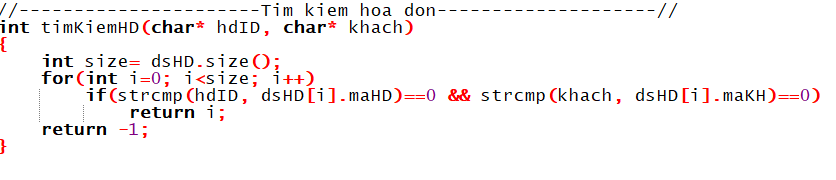 //-----------------------Tim kiem hoa don---------------------//
int timKiemHD(char* hdID, char* khach)
{
    int size= dsHD.size();
    for(int i=0; i<size; i++)
        if(strcmp(hdID, dsHD[i].maHD)==0 && strcmp(khach, dsHD[i].maKH)==0)
            return i;
    return -1;
}